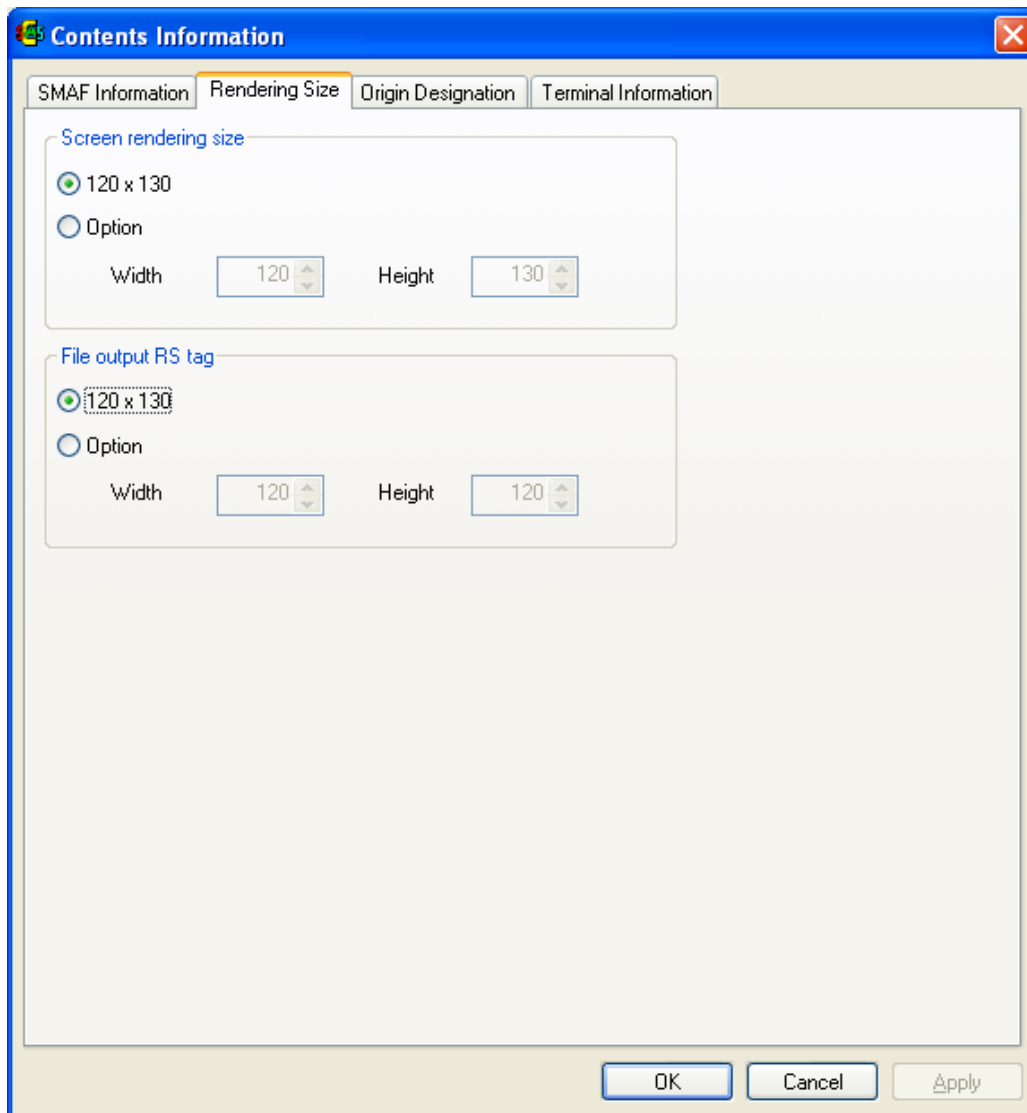 Contents Information
SMAF Information Rendering Size Origin Designation Terminal Information
Screen rendering size
120 x 130
Option
Width 120 Height 130
File output RS tag
120 x 130
Option
Width 120 Height 120
OK Cancel Apply